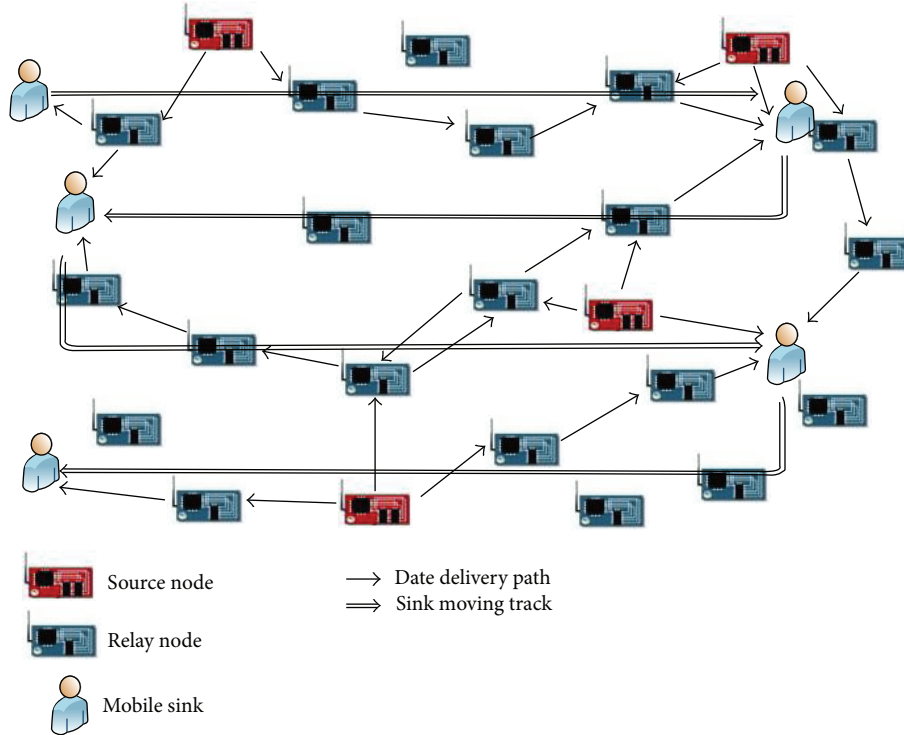 Source node
Relay node
Mobile sink
Date delivery path
Sink moving track